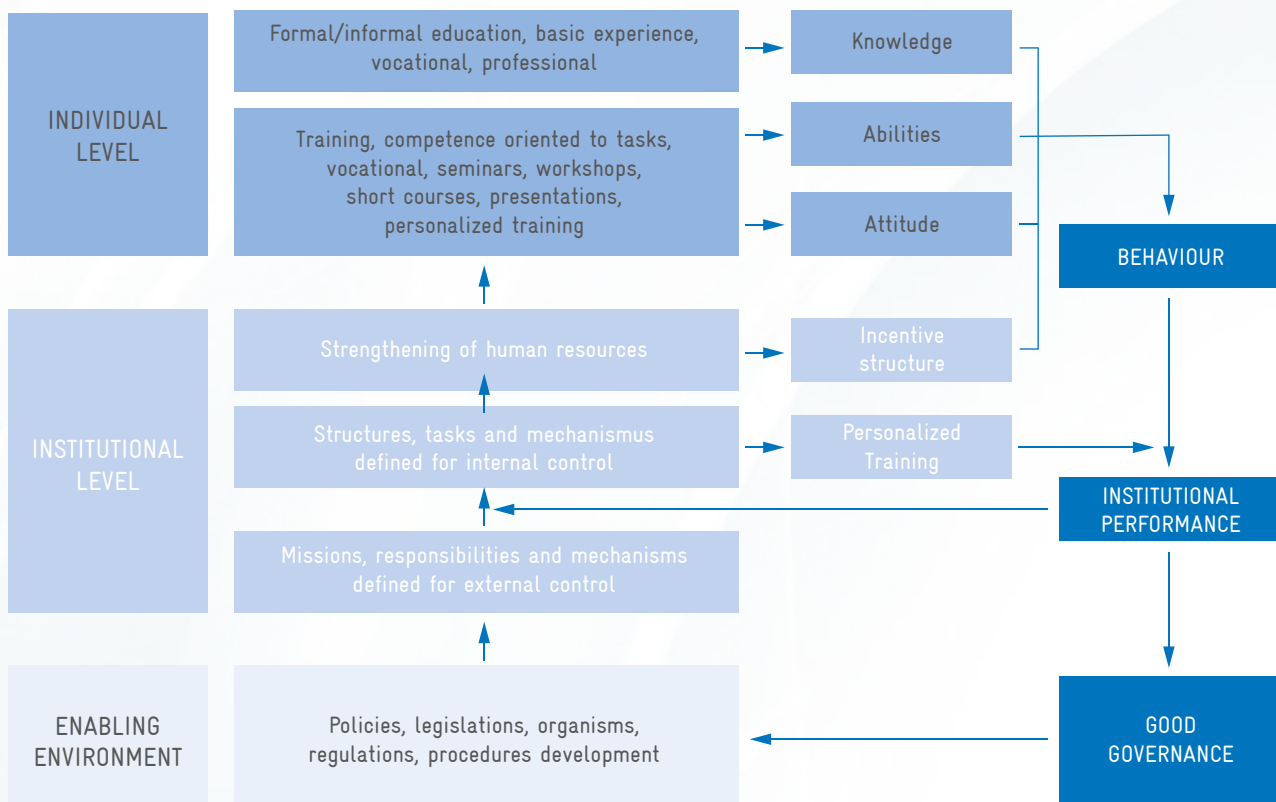 INDIVIDUAL
LEVEL
Formal/informal education, basic experience,
vocational, professional
Knowledge
Training, competence oriented to tasks,
vocational, seminars, workshops,
short courses, presentations,
personalized training
Abilities
Attitude
BEHAVIOUR
INSTITUTIONAL
LEVEL
Strengthening of human resources
Incentive
structure
Structures, tasks and mechanismus
defined for internal control
Personalized
Training
INSTITUTIONAL
PERFORMANCE
Missions, responsibilities and mechanisms
defined for external control
ENABLING
ENVIRONMENT
Policies, legislations, organisms,
regulations, procedures development
GOOD
GOVERNANCE